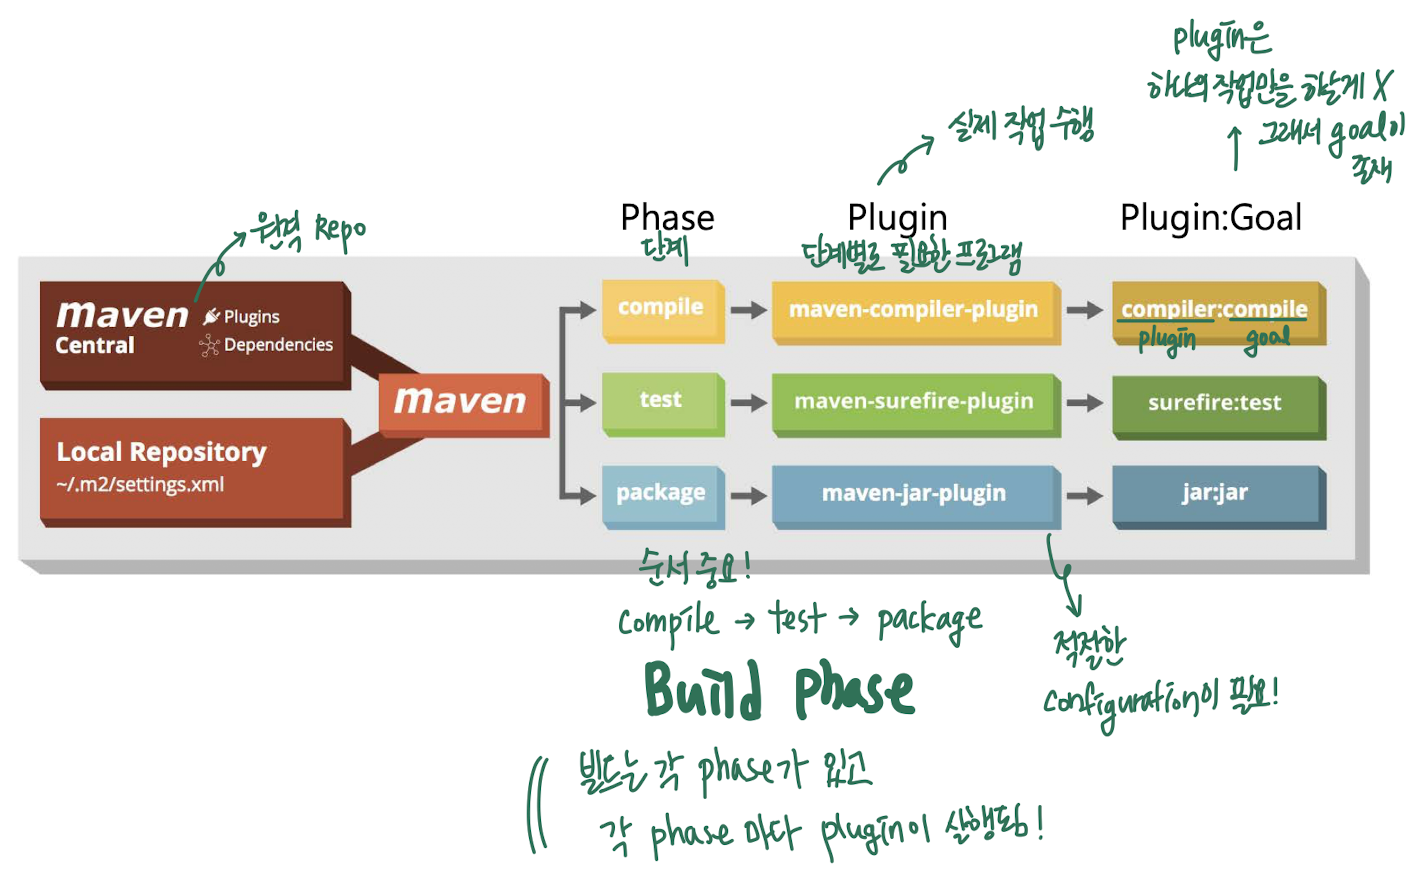 plugin은
하나의 작업만을 하는게 X
그래서 goal이
존재
실제 작업 수행
원격 Repo
Phase
Plugin
Plugin:Goal
단계
단계별로 필요한 프로그램
maven
Central
Plugins
Dependencies
compile
maven-compiler-plugin
compiler:compile
plugin
goal
maven
test
maven-surefire-plugin
surefire:test
Local Repository
~/.m2/settings.xml
package
maven-jar-plugin
jar:jar
순서 중요!
compile → test → package
적절한
configuration이 필요!
Build phase
빌드는 각 phase가 있고
각 phase 마다 plugin이 실행됨!